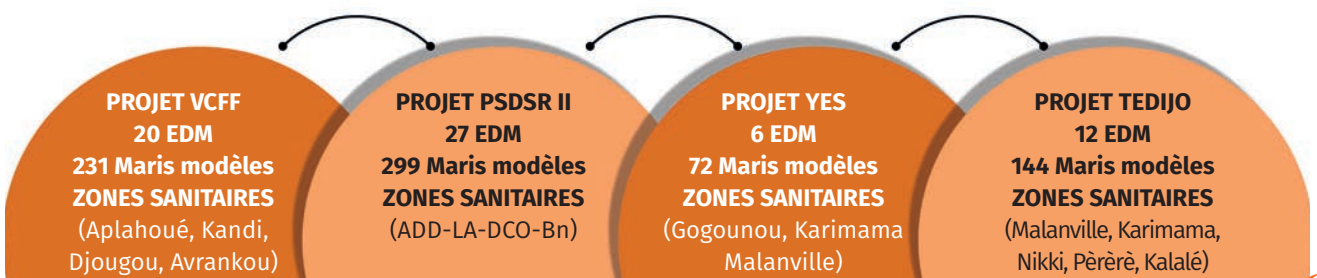 PROJET VCFF
20 EDM
231 Maris modèles
ZONES SANITAIRES
(Aplahoué, Kandi,
Djougou, Avrankou)
PROJET PSDSR II
27 EDM
299 Maris modèles
ZONES SANITAIRES
(ADD-LA-DCO-Bn)
PROJET YES
6 EDM
72 Maris modèles
ZONES SANITAIRES
(Gogounou, Karimama
Malanville)
PROJET TEDIJO
12 EDM
144 Maris modèles
ZONES SANITAIRES
(Malanville, Karimama,
Nikki, Pèrèrè, Kalalé)